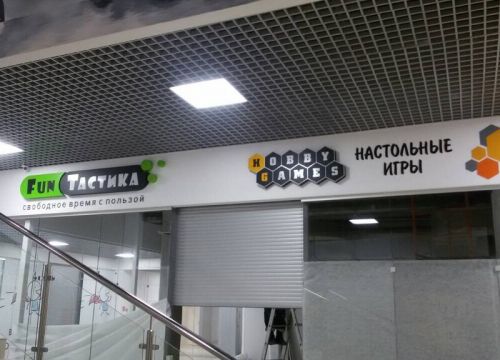 FUN ТАСТИКА
свободное время с пользой
HOBBY
GAMES
НАСТОЛЬНЫЕ
ИГРЫ